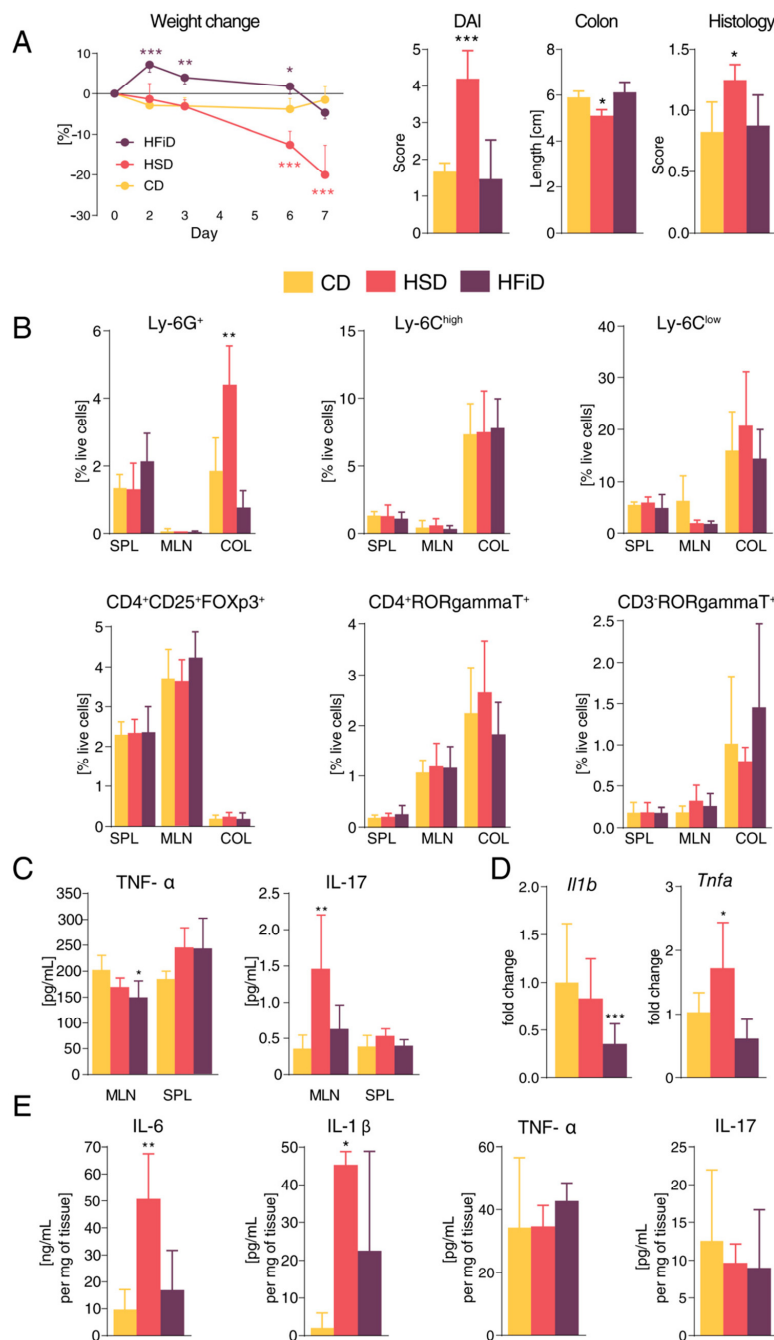 A
Weight change
DAI
Colon
Histology
[%]
10
0
-10
-20
-30
***
**
*
***
***
HFiD
HSD
CD
0 2 3 4 5 6 7
Day
Score
5
4
3
2
1
0
***
Length [cm]
8
6
4
2
0
*
Score
1.5
1.0
0.5
0.0
*
CD HSD HFiD
B
Ly-6G⁺
[% live cells]
6
4
2
0
**
SPL MLN COL
Ly-6Cʰⁱᵍʰ
[% live cells]
15
10
5
0
SPL MLN COL
Ly-6Cˡᵒʷ
[% live cells]
40
30
20
10
0
SPL MLN COL
CD4⁺CD25⁺FOXp3⁺
[% live cells]
5
4
3
2
1
0
SPL MLN COL
CD4⁺RORgammaT⁺
[% live cells]
4
3
2
1
0
SPL MLN COL
CD3⁻RORgammaT⁺
[% live cells]
2.5
2.0
1.5
1.0
0.5
0.0
SPL MLN COL
C
TNF- α
[pg/mL]
350
300
250
200
150
100
50
0
*
MLN SPL
IL-17
[pg/mL]
2.5
2.0
1.5
1.0
0.5
0.0
**
MLN SPL
D
Il1b
fold change
2.0
1.5
1.0
0.5
0.0
***
Tnfa
fold change
3
2
1
0
*
E
IL-6
[ng/mL
per mg of tissue]
70
60
50
40
30
20
10
0
**
IL-1 β
[pg/mL
per mg of tissue]
50
40
30
20
10
0
*
TNF- α
[pg/mL
per mg of tissue]
60
40
20
0
IL-17
[pg/mL
per mg of tissue]
25
20
15
10
5
0